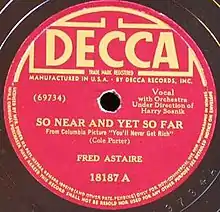 DECCA
TRADE MARK REGISTERED
MANUFACTURED IN U.S.A. BY DECCA RECORDS, INC.
(69734)
Vocal
with Orchestra
Under Direction of
Harry Sosnik
SO NEAR AND YET SO FAR
From Columbia Picture "You'll Never Get Rich"
(Cole Porter)
FRED ASTAIRE
18187 A